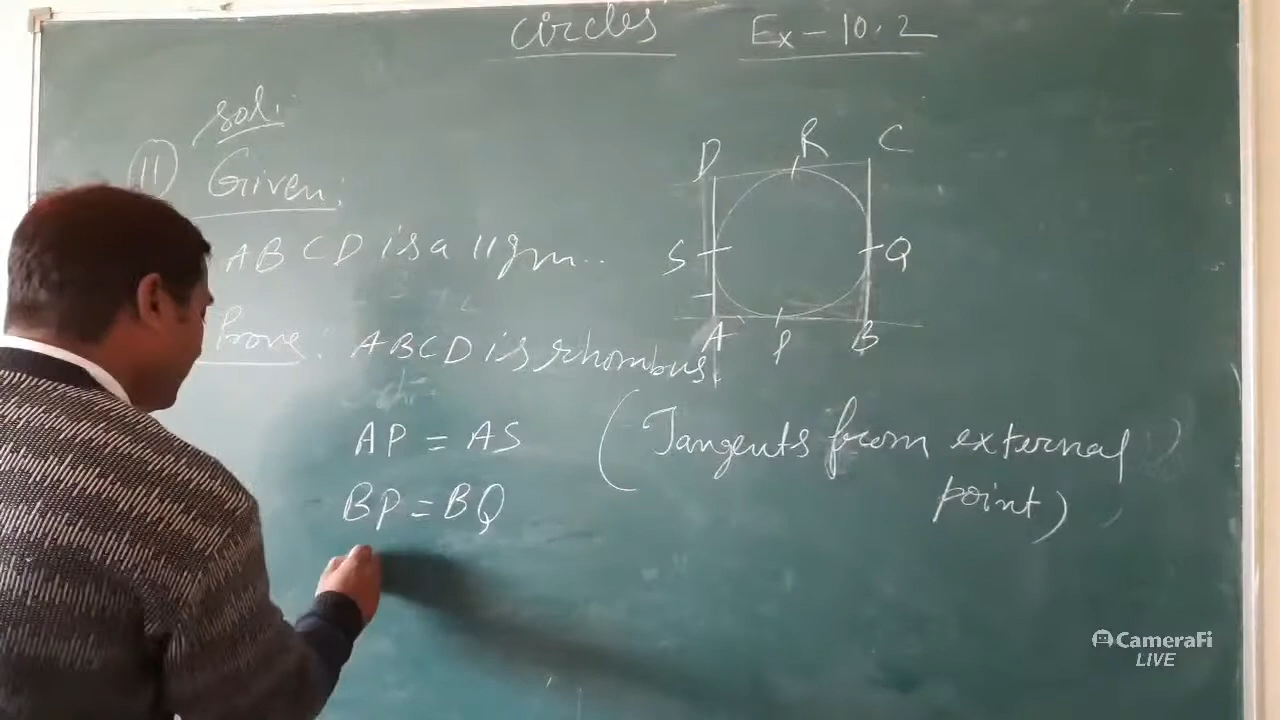 Circles Ex-10.2
Sol:
(11) Given:
ABCD is a ||gm..
Prove: ABCD is rhombus.
AP = AS (Tangents from external
point)
BP = BQ
D R C
S Q
A P B
CameraFi
LIVE